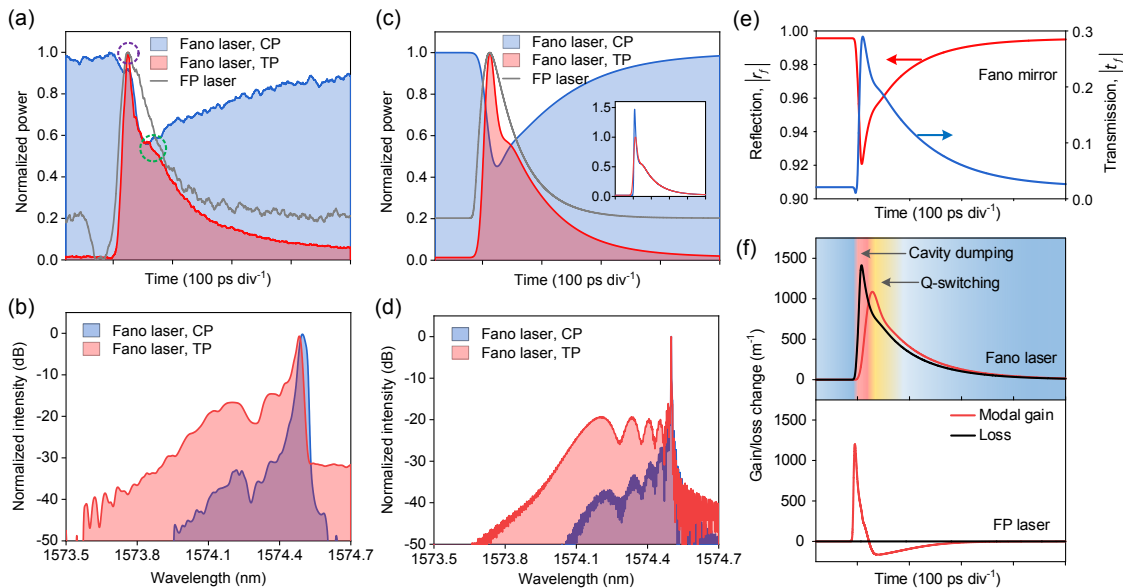 (a)
Fano laser, CP
Fano laser, TP
FP laser
1.0
0.8
0.6
0.4
0.2
0.0
Normalized power
Time (100 ps div⁻¹)
(b)
Fano laser, CP
Fano laser, TP
0
-10
-20
-30
-40
-50
Normalized intensity (dB)
1573.5 1573.8 1574.1 1574.4 1574.7
Wavelength (nm)
(c)
Fano laser, CP
Fano laser, TP
FP laser
1.0
0.8
0.6
0.4
0.2
0.0
Normalized power
1.5
1.0
0.5
0.0
Time (100 ps div⁻¹)
(d)
Fano laser, CP
Fano laser, TP
0
-10
-20
-30
-40
-50
Normalized intensity (dB)
1573.5 1573.8 1574.1 1574.4 1574.7
Wavelength (nm)
(e)
1.00
0.98
0.96
0.94
0.92
0.90
Reflection, |r_f|
Fano mirror
0.3
0.2
0.1
0.0
Transmission, |t_f|
Time (100 ps div⁻¹)
(f)
Cavity dumping
Q-switching
Fano laser
1500
1000
500
0
Gain/loss change (m⁻¹)
Modal gain
Loss
1000
500
0
FP laser
Time (100 ps div⁻¹)